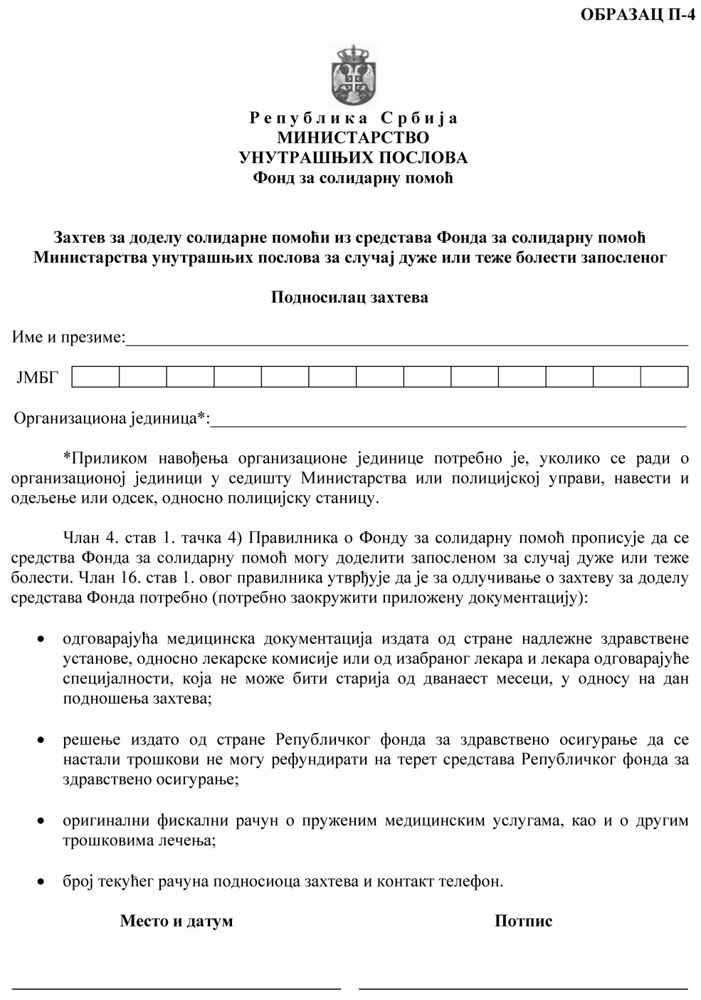 ОБРАЗАЦ П-4
Република Србија
МИНИСТАРСТВО
УНУТРАШЊИХ ПОСЛОВА
Фонд за солидарну помоћ
Захтев за доделу солидарне помоћи из средстава Фонда за солидарну помоћ
Министарства унутрашњих послова за случај дуже или теже болести запосленог
Подносилац захтева
Име и презиме:
ЈМБГ
Организациона јединица*:
*Приликом навођења организационе јединице потребно је, уколико се ради о
организационој јединици у седишту Министарства или полицијској управи, навести и
одељење или одсек, односно полицијску станицу.
Члан 4. став 1. тачка 4) Правилника о Фонду за солидарну помоћ прописује да се
средства Фонда за солидарну помоћ могу доделити запосленом за случај дуже или теже
болести. Члан 16. став 1. овог правилника утврђује да је за одлучивање о захтеву за доделу
средстава Фонда потребно (потребно заокружити приложену документацију):
• одговарајућа медицинска документација издата од стране надлежне здравствене
установе, односно лекарске комисије или од изабраног лекара и лекара одговарајуће
специјалности, која не може бити старија од дванаест месеци, у односу на дан
подношења захтева;
• решење издато од стране Републичког фонда за здравствено осигурање да се
настали трошкови не могу рефундирати на терет средстава Републичког фонда за
здравствено осигурање;
• оригинални фискални рачун о пруженим медицинским услугама, као и о другим
трошковима лечења;
• број текућег рачуна подносиоца захтева и контакт телефон.
Место и датум Потпис